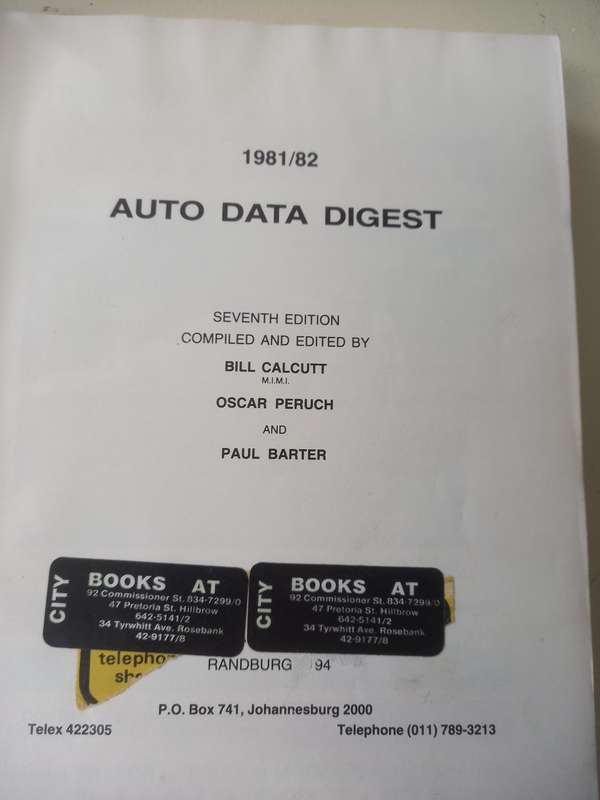 1981/82
AUTO DATA DIGEST
SEVENTH EDITION
COMPILED AND EDITED BY
BILL CALCUTT
M.I.M.I.
OSCAR PERUCH
AND
PAUL BARTER
CITY
BOOKS AT
92 Commissioner St. 834-7299/0
47 Pretoria St. Hillbrow
642-5141/2
34 Tyrwhitt Ave. Rosebank
42-9177/8
CITY
BOOKS AT
92 Commissioner St. 834-7299/0
47 Pretoria St. Hillbrow
642-5141/2
34 Tyrwhitt Ave. Rosebank
42-9177/8
RANDBURG 94
P.O. Box 741, Johannesburg 2000
Telex 422305
Telephone (011) 789-3213